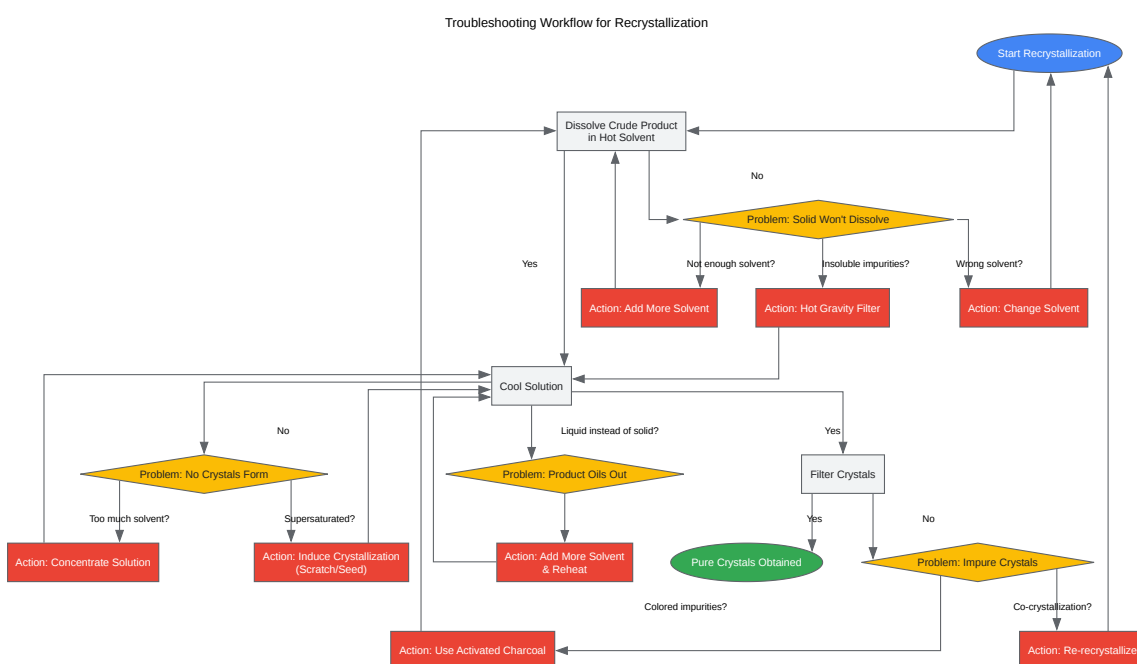 Troubleshooting Workflow for Recrystallization
Start Recrystallization
Dissolve Crude Product
in Hot Solvent
No
Problem: Solid Won't Dissolve
Yes
Not enough solvent?
Insoluble impurities?
Wrong solvent?
Action: Add More Solvent
Action: Hot Gravity Filter
Action: Change Solvent
Cool Solution
No
Liquid instead of solid?
Yes
Problem: No Crystals Form
Problem: Product Oils Out
Filter Crystals
Too much solvent?
Supersaturated?
Yes
No
Action: Concentrate Solution
Action: Induce Crystallization
(Scratch/Seed)
Action: Add More Solvent
& Reheat
Pure Crystals Obtained
Problem: Impure Crystals
Colored impurities?
Co-crystallization?
Action: Use Activated Charcoal
Action: Re-recrystallize